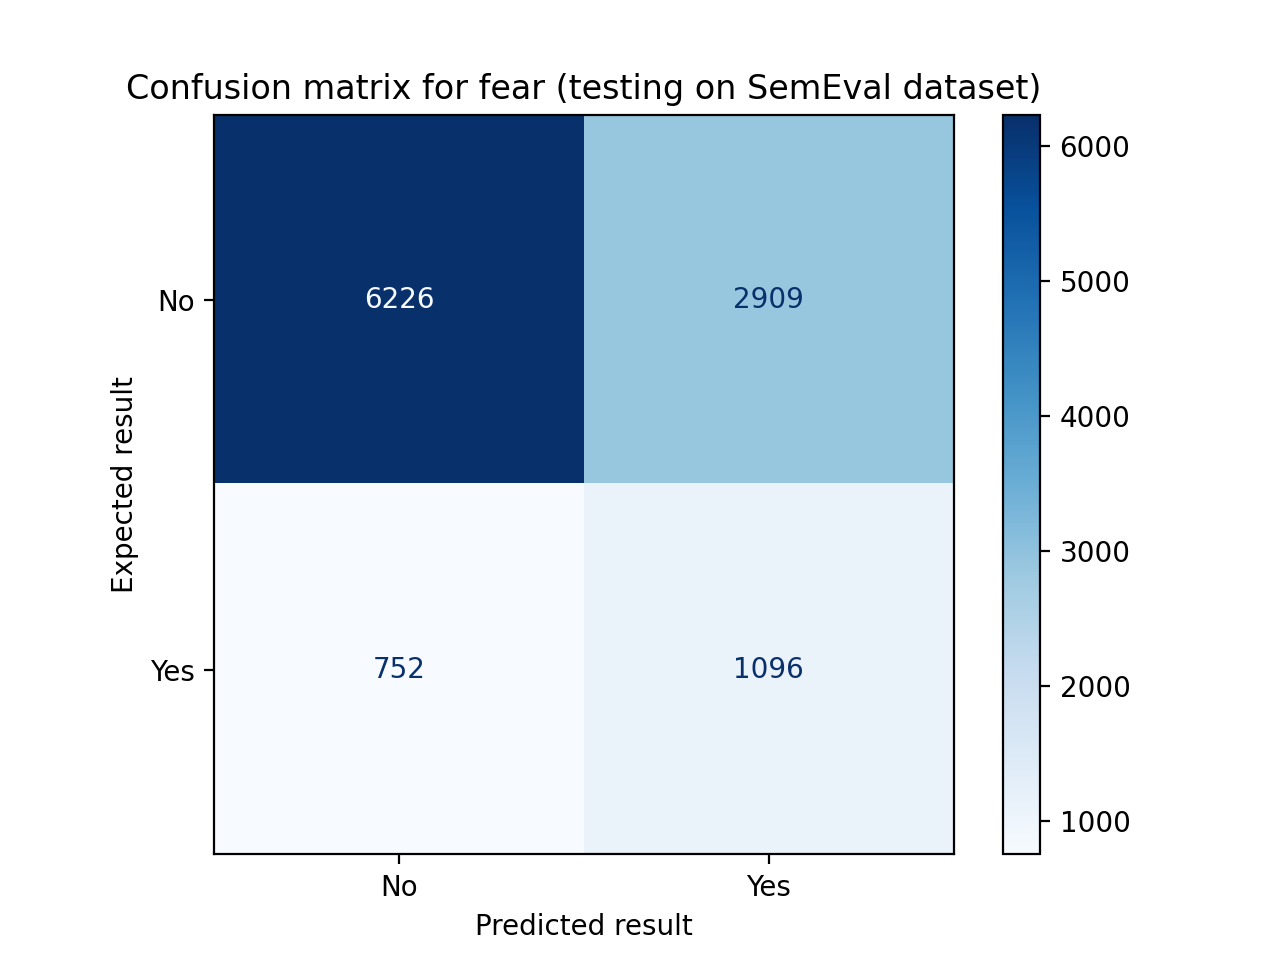 Confusion matrix for fear (testing on SemEval dataset)
6000
5000
4000
3000
2000
1000
Expected result
No
6226
2909
Yes
752
1096
No
Yes
Predicted result